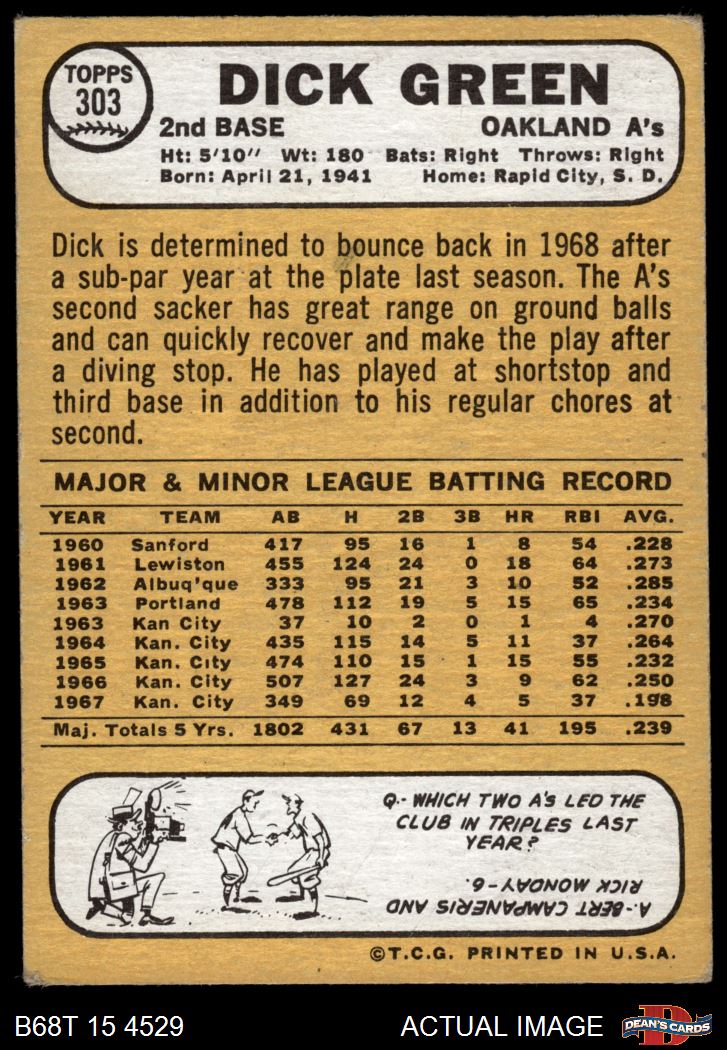 TOPPS
303
DICK GREEN
2nd BASE OAKLAND A's
Ht: 5'10" Wt: 180 Bats: Right Throws: Right
Born: April 21, 1941 Home: Rapid City, S. D.
Dick is determined to bounce back in 1968 after
a sub-par year at the plate last season. The A's
second sacker has great range on ground balls
and can quickly recover and make the play after
a diving stop. He has played at shortstop and
third base in addition to his regular chores at
second.
MAJOR & MINOR LEAGUE BATTING RECORD
YEAR TEAM AB H 2B 3B HR RBI AVG.
1960 Sanford 417 95 16 1 8 54 .228
1961 Lewiston 455 124 24 0 18 64 .273
1962 Albuq'que 333 95 21 3 10 52 .285
1963 Portland 478 112 19 5 15 65 .234
1963 Kan City 37 10 2 0 1 4 .270
1964 Kan. City 435 115 14 5 11 37 .264
1965 Kan. City 474 110 15 1 15 55 .232
1966 Kan. City 507 127 24 3 9 62 .250
1967 Kan. City 349 69 12 4 5 37 .198
Maj. Totals 5 Yrs. 1802 431 67 13 41 195 .239
Q.- WHICH TWO A'S LED THE
CLUB IN TRIPLES LAST
YEAR?
A.- BERT CAMPANERIS AND
RICK MONDAY - 6.
©T.C.G. PRINTED IN U.S.A.
B68T 15 4529 ACTUAL IMAGE
D
DEAN'S CARDS